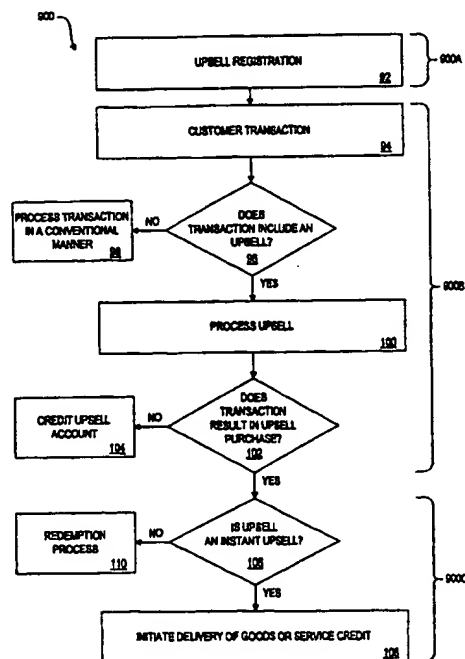 900
UPSELL REGISTRATION
92
900A
CUSTOMER TRANSACTION
94
DOES
TRANSACTION INCLUDE AN
UPSELL?
96
NO
PROCESS TRANSACTION
IN A CONVENTIONAL
MANNER
98
YES
900B
PROCESS UPSELL
100
DOES
TRANSACTION
RESULT IN UPSELL
PURCHASE?
102
NO
CREDIT UPSELL
ACCOUNT
104
YES
IS UPSELL
AN INSTANT UPSELL?
106
NO
REDEMPTION
PROCESS
110
900C
YES
INITIATE DELIVERY OF GOODS OR SERVICE CREDIT
108